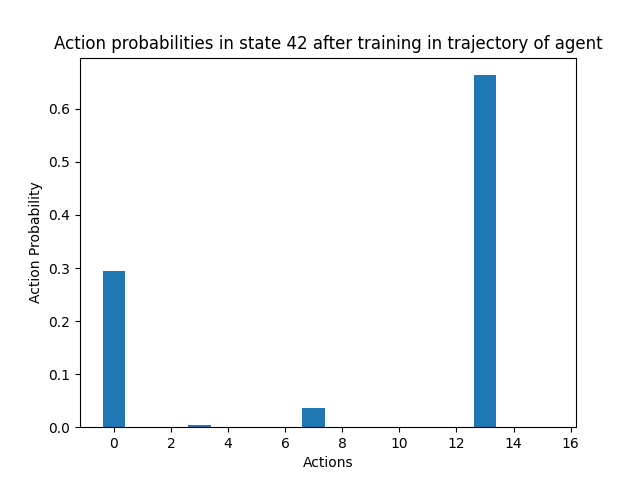 Action probabilities in state 42 after training in trajectory of agent
0.6
0.5
0.4
0.3
0.2
0.1
0.0
Action Probability
0 2 4 6 8 10 12 14 16
Actions